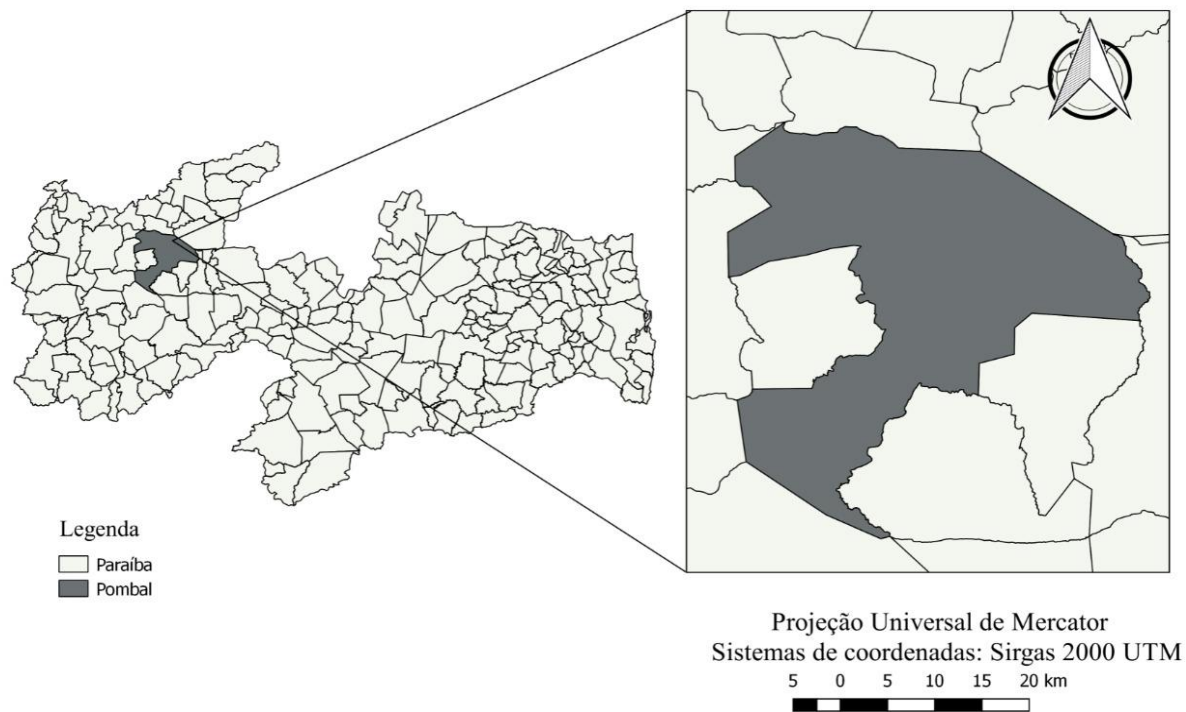 Legenda
Paraíba
Pombal
Projeção Universal de Mercator
Sistemas de coordenadas: Sirgas 2000 UTM
5 0 5 10 15 20 km